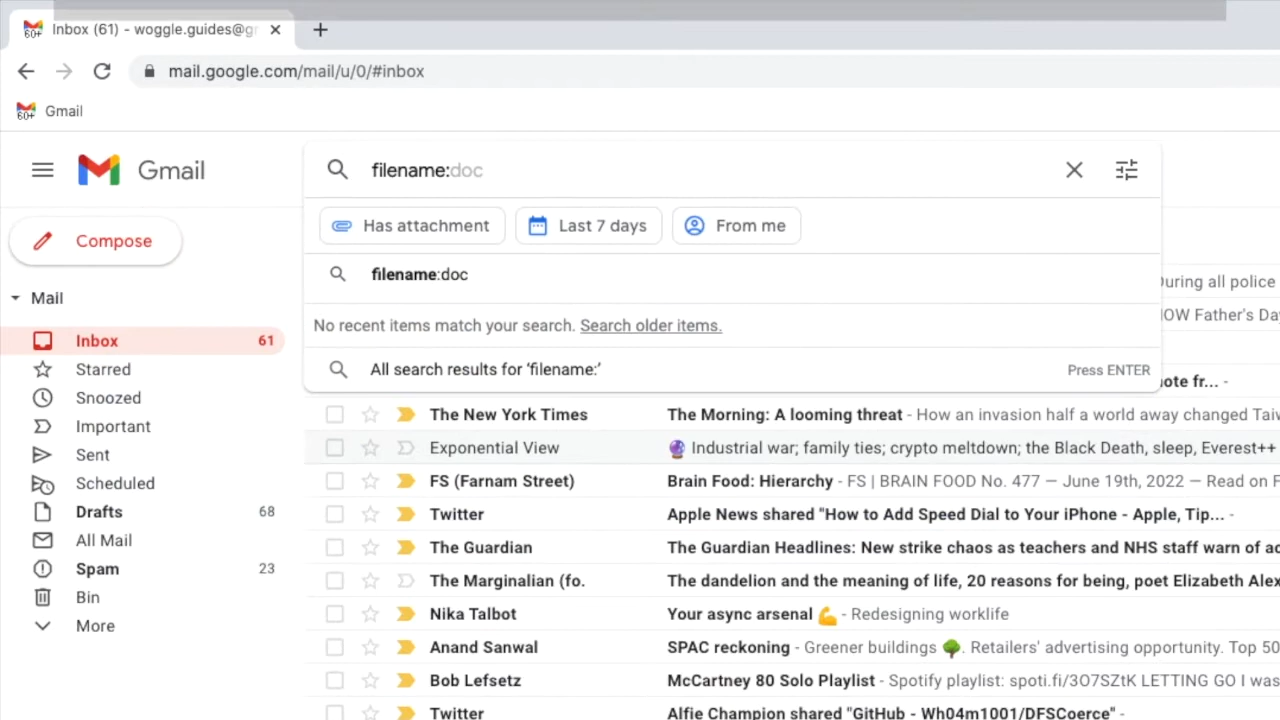 Inbox (61) - woggle.guides@g
mail.google.com/mail/u/0/#inbox
60+
Gmail
Gmail
filename:doc
Has attachment
Last 7 days
From me
Compose
filename:doc
Mail
During all police
No recent items match your search. Search older items.
OW Father's Da
Inbox 61
All search results for ‘filename:’ Press ENTER
Starred
ote fr... -
Snoozed
The New York Times The Morning: A looming threat - How an invasion half a world away changed Taiw
Important
Exponential View 🔮 Industrial war; family ties; crypto meltdown; the Black Death, sleep, Everest++
Sent
FS (Farnam Street) Brain Food: Hierarchy - FS | BRAIN FOOD No. 477 — June 19th, 2022 — Read on F
Scheduled
Drafts 68
Twitter Apple News shared "How to Add Speed Dial to Your iPhone - Apple, Tip... -
All Mail
The Guardian The Guardian Headlines: New strike chaos as teachers and NHS staff warn of ac
Spam 23
The Marginalian (fo. The dandelion and the meaning of life, 20 reasons for being, poet Elizabeth Alex
Bin
Nika Talbot Your async arsenal 💪 - Redesigning worklife
More
Anand Sanwal SPAC reckoning - Greener buildings 🌳. Retailers' advertising opportunity. Top 50
Bob Lefsetz McCartney 80 Solo Playlist - Spotify playlist: spoti.fi/3O7SZtK LETTING GO I was
Twitter Alfie Champion shared "GitHub - Wh04m1001/DFSCoerce" -